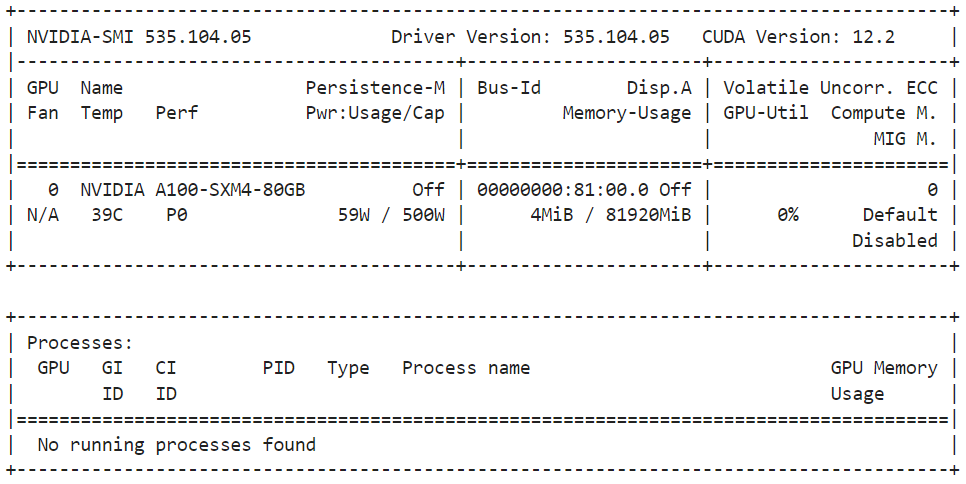 +---------------------------------------------------------------------------------------+
| NVIDIA-SMI 535.104.05             Driver Version: 535.104.05   CUDA Version: 12.2     |
|-----------------------------------------+----------------------+----------------------+
| GPU  Name                 Persistence-M | Bus-Id        Disp.A | Volatile Uncorr. ECC |
| Fan  Temp   Perf          Pwr:Usage/Cap |         Memory-Usage | GPU-Util  Compute M. |
|                                         |                      |               MIG M. |
|=========================================+======================+======================|
|   0  NVIDIA A100-SXM4-80GB          Off | 00000000:81:00.0 Off |                    0 |
| N/A   39C    P0              59W / 500W |      4MiB / 81920MiB |      0%      Default |
|                                         |                      |             Disabled |
+-----------------------------------------+----------------------+----------------------+

+---------------------------------------------------------------------------------------+
| Processes:                                                                            |
|  GPU   GI   CI        PID   Type   Process name                            GPU Memory |
|        ID   ID                                                             Usage      |
|=======================================================================================|
|  No running processes found                                                           |
+---------------------------------------------------------------------------------------+